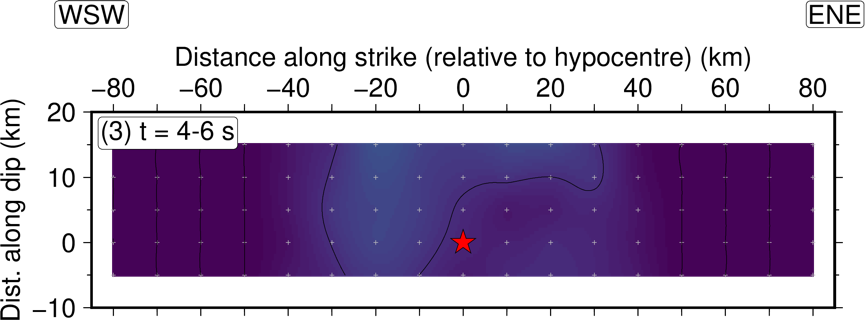 WSW ENE
Distance along strike (relative to hypocentre) (km)
−80 −60 −40 −20 0 20 40 60 80
Dist. along dip (km)
20
10
0
−10
(3) t = 4-6 s